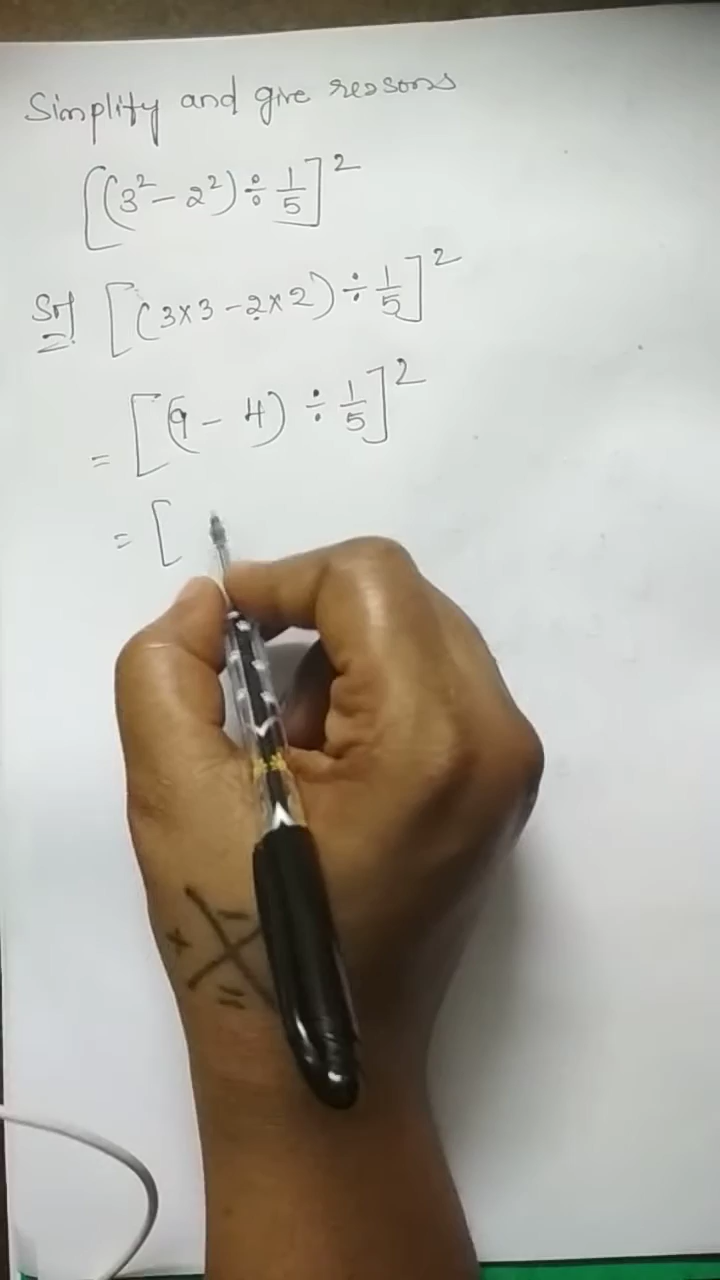 Simplify and give reasons
[(3² - 2²) ÷ 1/5]²
Sol [(3×3 - 2×2) ÷ 1/5]²
= [(9 - 4) ÷ 1/5]²
= [
+ - × =